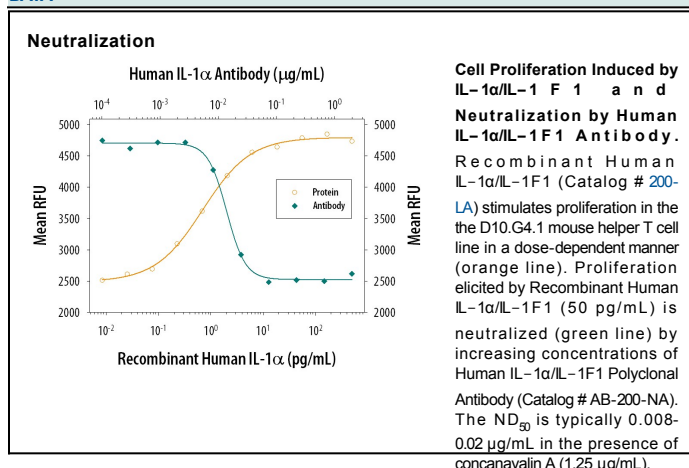 Neutralization
Human IL-1α Antibody (μg/mL)
10-4 10-3 10-2 10-1 100
5000 5000
4500 4500
4000 4000
3500 3500
3000 3000
2500 2500
2000 2000
Mean RFU
Mean RFU
Protein
Antibody
10-2 10-1 100 101 102
Recombinant Human IL-1α (pg/mL)
Cell Proliferation Induced by
IL-1α/IL-1 F 1 and
Neutralization by Human
IL-1α/IL-1F1 Antibody.
Recombinant Human
IL-1α/IL-1F1 (Catalog # 200-
LA) stimulates proliferation in the
the D10.G4.1 mouse helper T cell
line in a dose-dependent manner
(orange line). Proliferation
elicited by Recombinant Human
IL-1α/IL-1F1 (50 pg/mL) is
neutralized (green line) by
increasing concentrations of
Human IL-1α/IL-1F1 Polyclonal
Antibody (Catalog # AB-200-NA).
The ND50 is typically 0.008-
0.02 μg/mL in the presence of
concanavalin A (1.25 μg/mL).